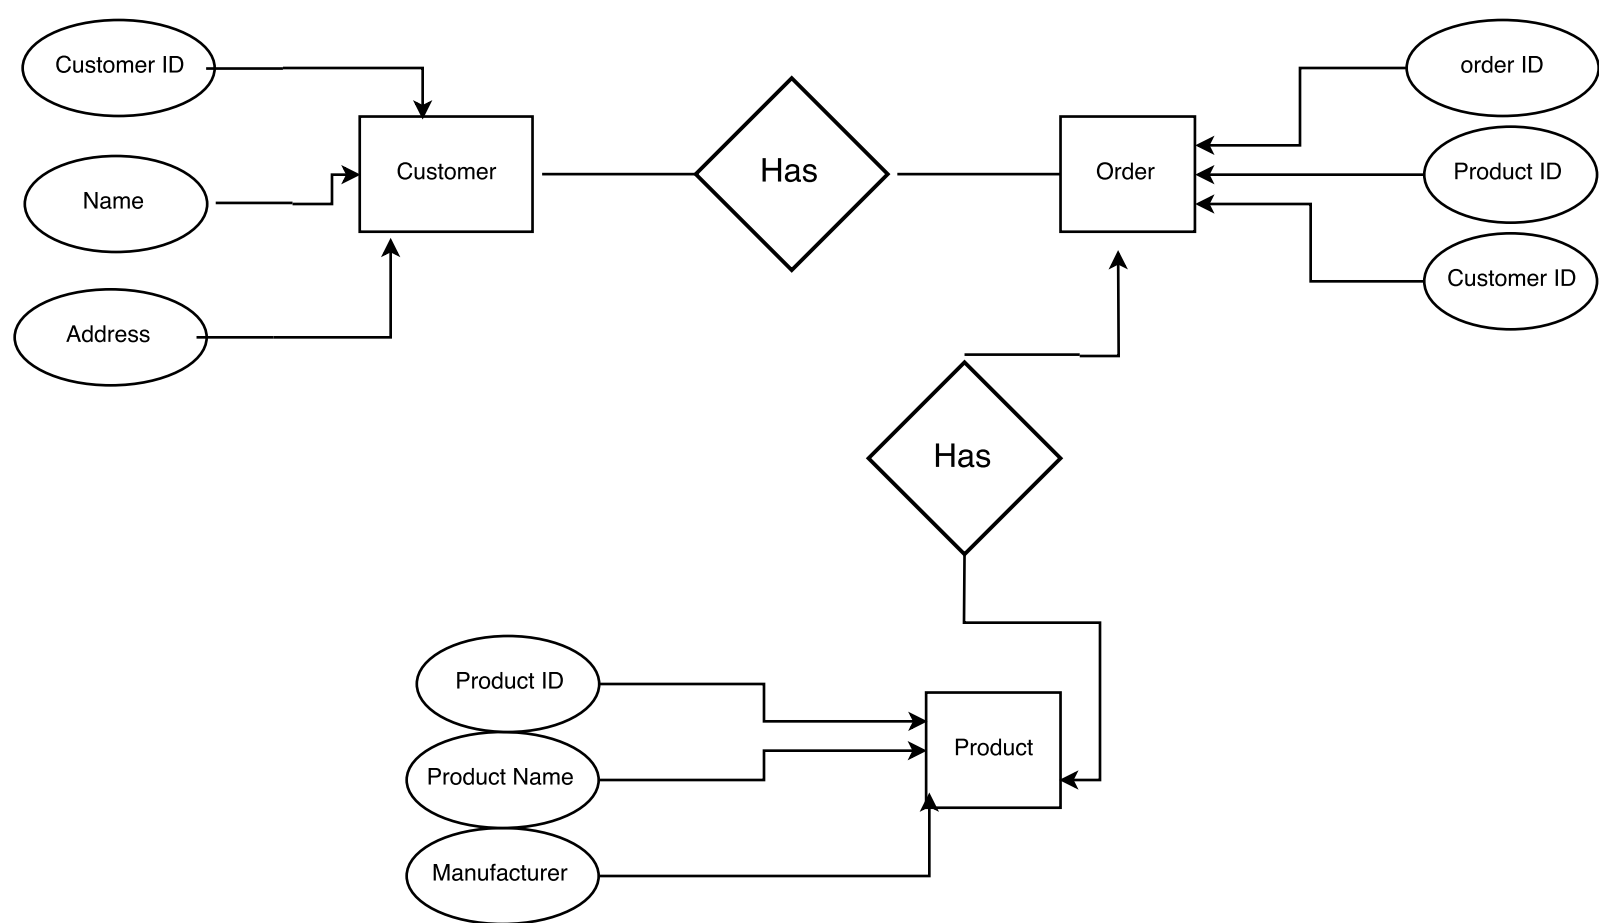 Customer ID
order ID
Customer
Has
Order
Product ID
Name
Customer ID
Address
Has
Product ID
Product Name
Product
Manufacturer